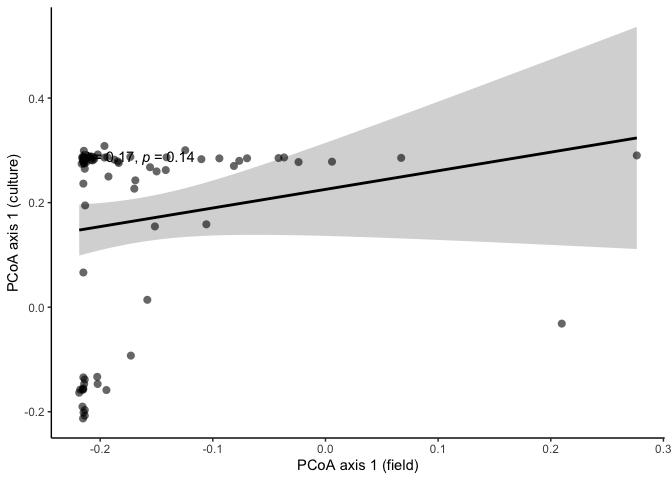 PCoA axis 1 (culture)
0.4
0.2
0.0
-0.2
0.17, p = 0.14
-0.2 -0.1 0.0 0.1 0.2 0.3
PCoA axis 1 (field)